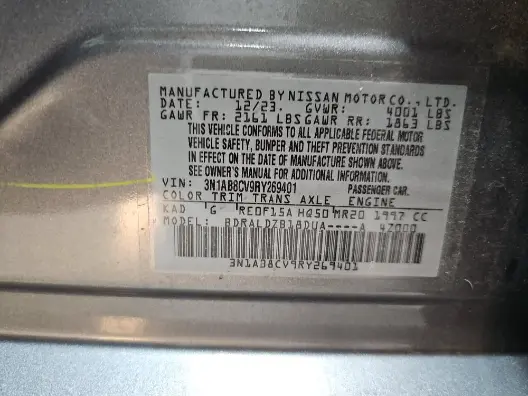 MANUFACTURED BY NISSAN MOTOR CO., LTD.
DATE: 12/23. GVWR: 4001 LBS
GAWR FR: 2161 LBS GAWR RR: 1863 LBS
THIS VEHICLE CONFORMS TO ALL APPLICABLE FEDERAL MOTOR
VEHICLE SAFETY, BUMPER AND THEFT PREVENTION STANDARDS
IN EFFECT ON THE DATE OF MANUFACTURE SHOWN ABOVE.
SEE OWNER'S MANUAL FOR ADDITIONAL INFORMATION.
VIN: 3N1AB8CV9RY269401 PASSENGER CAR.
COLOR TRIM TRANS AXLE ENGINE
KAD G RE0F15A HQ50 MR20 1997 CC
BDRALDZB18DUA----A 4Z000
3N1AB8CV9RY269401